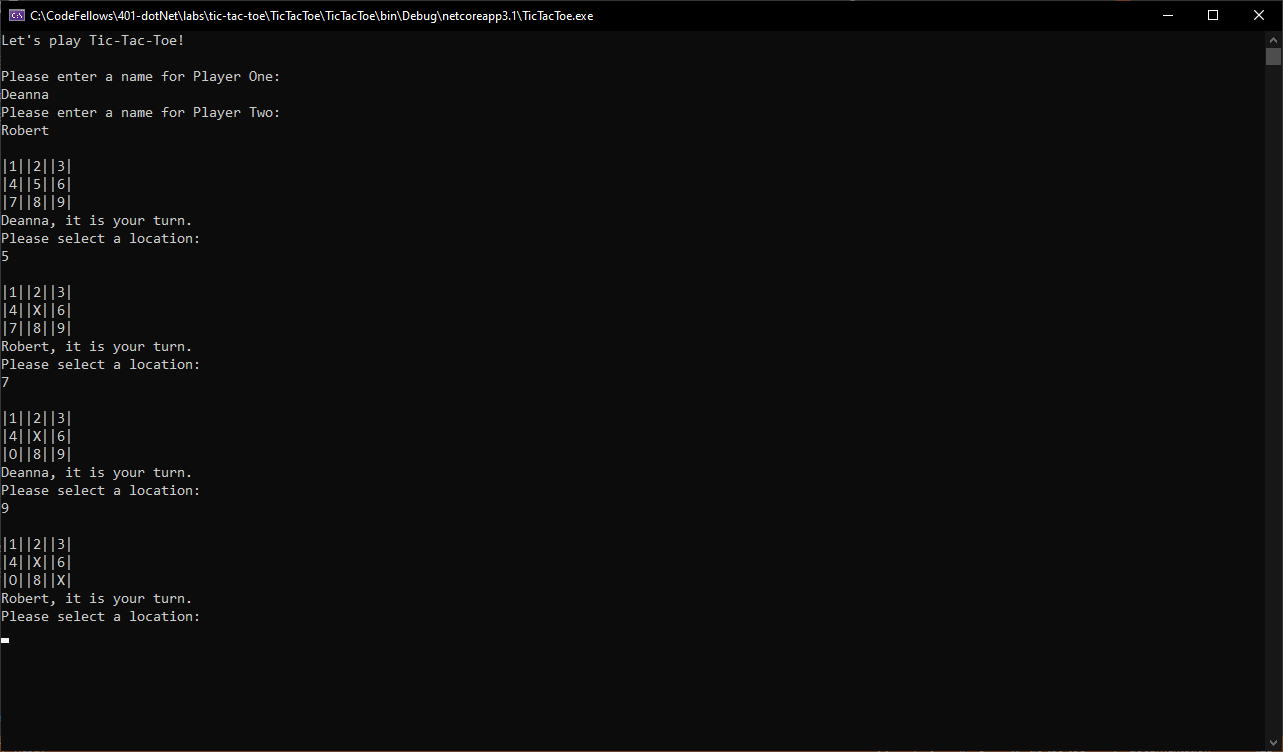 C:\CodeFellows\401-dotNet\labs\tic-tac-toe\TicTacToe\TicTacToe\bin\Debug\netcoreapp3.1\TicTacToe.exe
Let's play Tic-Tac-Toe!
Please enter a name for Player One:
Deanna
Please enter a name for Player Two:
Robert
|1||2||3|
|4||5||6|
|7||8||9|
Deanna, it is your turn.
Please select a location:
5
|1||2||3|
|4||X||6|
|7||8||9|
Robert, it is your turn.
Please select a location:
7
|1||2||3|
|4||X||6|
|O||8||9|
Deanna, it is your turn.
Please select a location:
9
|1||2||3|
|4||X||6|
|O||8||X|
Robert, it is your turn.
Please select a location: